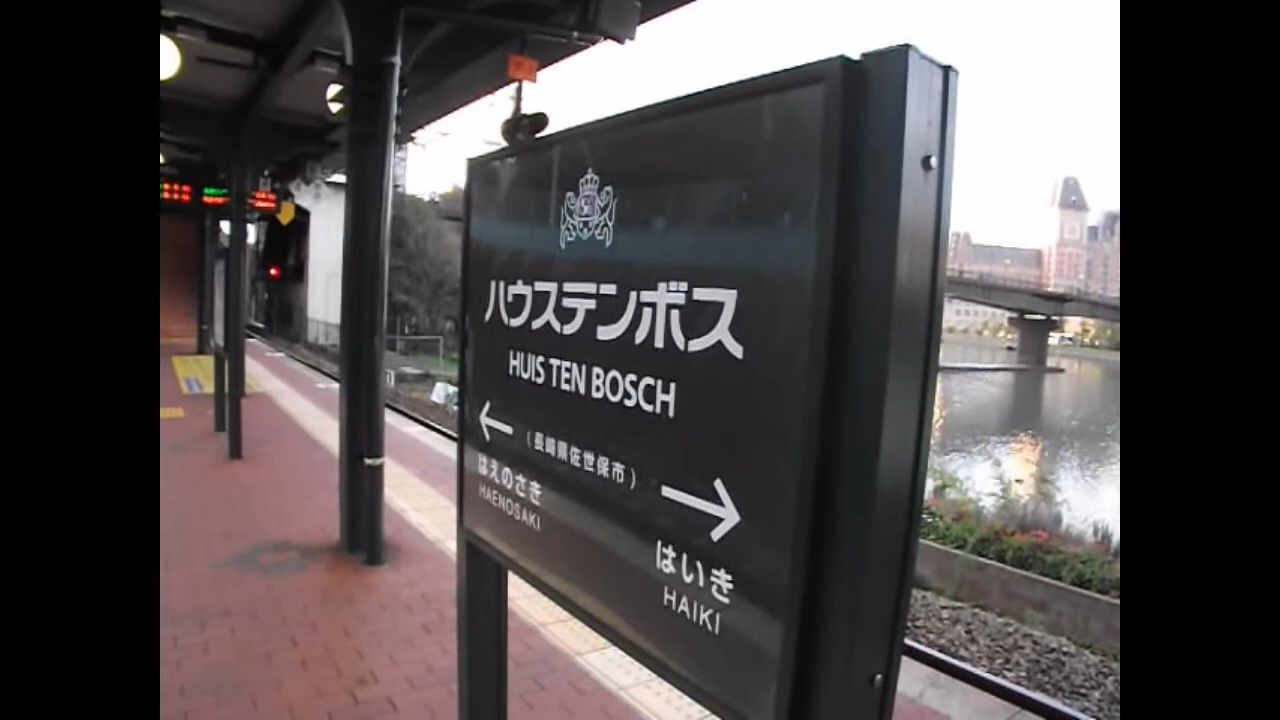 ハウステンボス
HUIS TEN BOSCH
(長崎県佐世保市)
はえのさき
HAENOSAKI
はいき
HAIKI